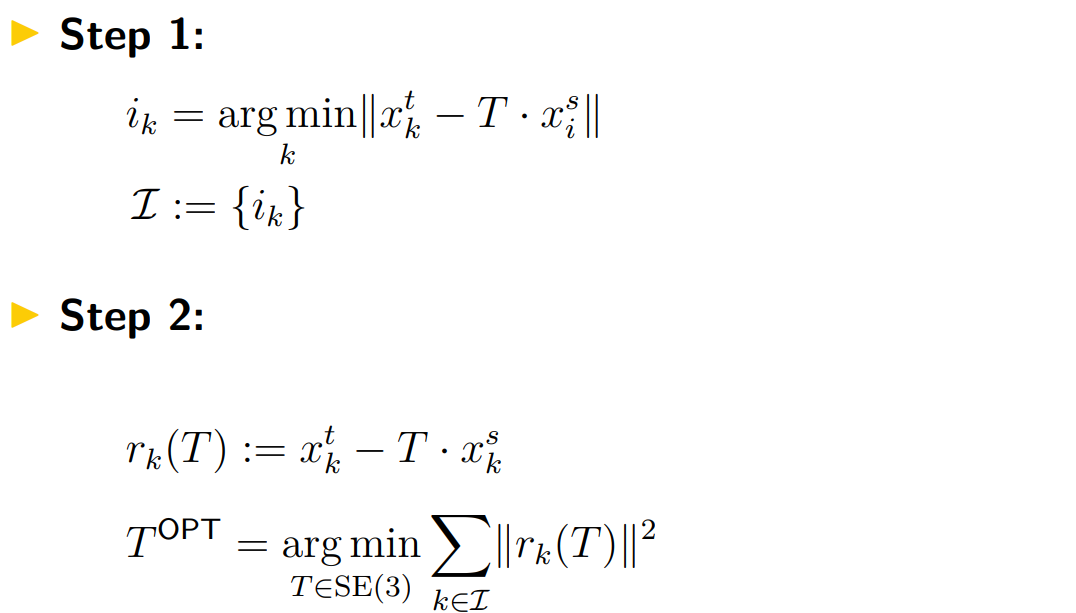 ▶ Step 1:
i_k = arg min_k ‖x_k^t − T · x_i^s‖
ℐ := {i_k}
▶ Step 2:
r_k(T) := x_k^t − T · x_k^s
T^OPT = arg min_{T∈SE(3)} ∑_{k∈ℐ} ‖r_k(T)‖²